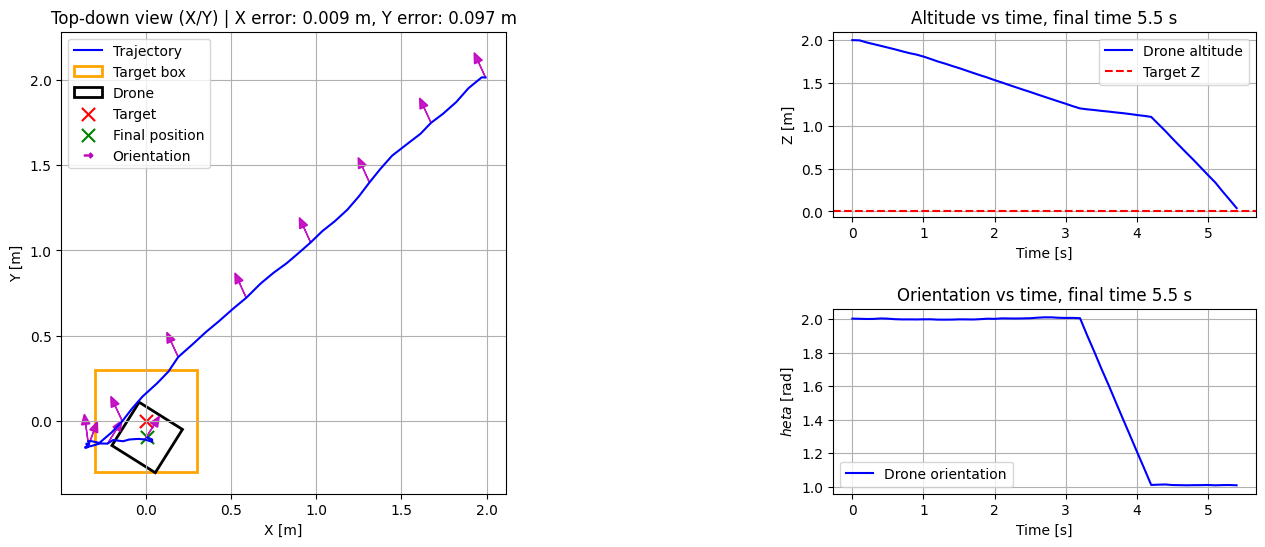 Top-down view (X/Y) | X error: 0.009 m, Y error: 0.097 m
Trajectory
Target box
Drone
Target
Final position
Orientation
2.0
1.5
1.0
0.5
0.0
Y [m]
0.0 0.5 1.0 1.5 2.0
X [m]
Altitude vs time, final time 5.5 s
Drone altitude
Target Z
2.0
1.5
1.0
0.5
0.0
Z [m]
0 1 2 3 4 5
Time [s]
Orientation vs time, final time 5.5 s
2.0
1.8
1.6
1.4
1.2
1.0
heta [rad]
Drone orientation
0 1 2 3 4 5
Time [s]